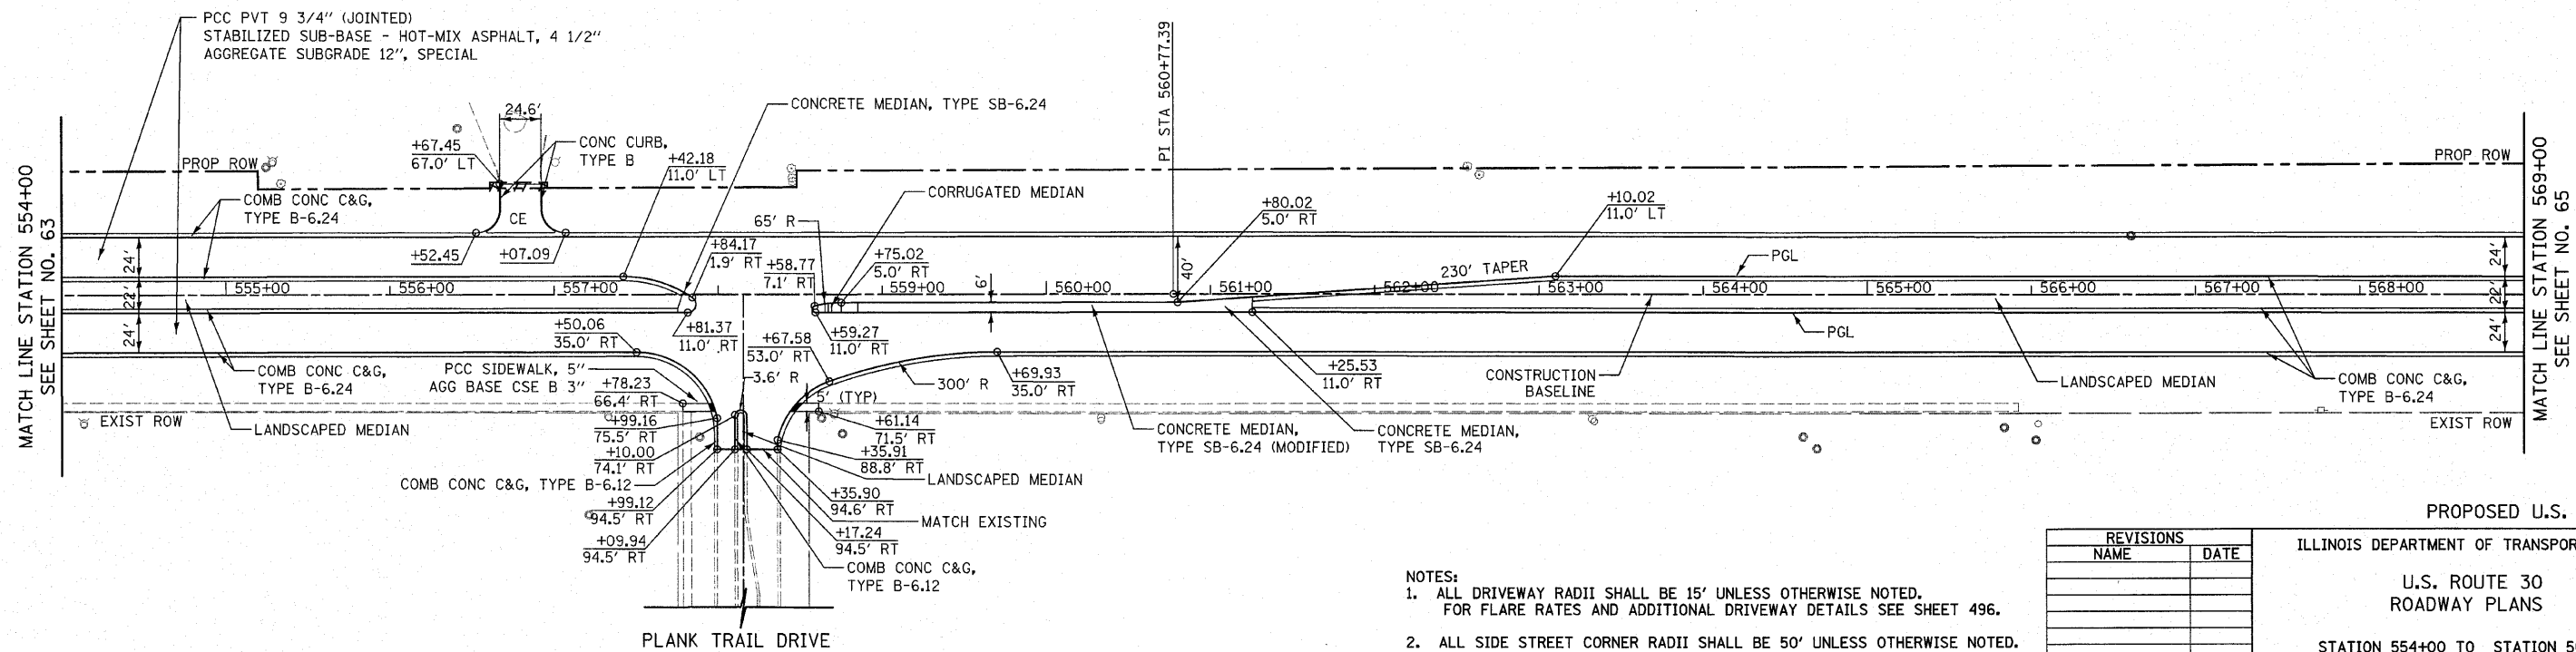 PCC PVT 9 3/4" (JOINTED)
STABILIZED SUB-BASE - HOT-MIX ASPHALT, 4 1/2"
AGGREGATE SUBGRADE 12", SPECIAL
MATCH LINE STATION 554+00
SEE SHEET NO. 63
PROP ROW
24.6'
+67.45
67.0' LT
CONC CURB,
TYPE B
CONCRETE MEDIAN, TYPE SB-6.24
+42.18
11.0' LT
COMB CONC C&G,
TYPE B-6.24
CE
65' R
CORRUGATED MEDIAN
PI STA 560+77.39
+80.02
5.0' RT
+10.02
11.0' LT
PROP ROW
MATCH LINE STATION 569+00
SEE SHEET NO. 65
+52.45
+07.09
+84.17
1.9' RT
+58.77
7.1' RT
+75.02
5.0' RT
40'
6'
230' TAPER
PGL
24'
22'
24'
555+00
556+00
557+00
559+00
560+00
561+00
562+00
563+00
564+00
565+00
566+00
567+00
568+00
24'
22'
24'
+50.06
35.0' RT
+81.37
11.0' RT
+67.58
53.0' RT
+59.27
11.0' RT
PGL
COMB CONC C&G,
TYPE B-6.24
PCC SIDEWALK, 5"
AGG BASE CSE B 3"
3.6' R
300' R
+69.93
35.0' RT
+25.53
11.0' RT
CONSTRUCTION
BASELINE
LANDSCAPED MEDIAN
COMB CONC C&G,
TYPE B-6.24
+78.23
66.4' RT
5' (TYP)
EXIST ROW
LANDSCAPED MEDIAN
+99.16
75.5' RT
+61.14
71.5' RT
CONCRETE MEDIAN,
TYPE SB-6.24 (MODIFIED)
CONCRETE MEDIAN,
TYPE SB-6.24
EXIST ROW
+10.00
74.1' RT
+35.91
88.8' RT
COMB CONC C&G, TYPE B-6.12
LANDSCAPED MEDIAN
+99.12
94.5' RT
+35.90
94.6' RT
MATCH EXISTING
+09.94
94.5' RT
+17.24
94.5' RT
COMB CONC C&G,
TYPE B-6.12
PLANK TRAIL DRIVE
NOTES:
1. ALL DRIVEWAY RADII SHALL BE 15' UNLESS OTHERWISE NOTED.
FOR FLARE RATES AND ADDITIONAL DRIVEWAY DETAILS SEE SHEET 496.
2. ALL SIDE STREET CORNER RADII SHALL BE 50' UNLESS OTHERWISE NOTED.
PROPOSED U.S.
REVISIONS
NAME DATE
ILLINOIS DEPARTMENT OF TRANSPOR
U.S. ROUTE 30
ROADWAY PLANS
STATION 554+00 TO STATION 5